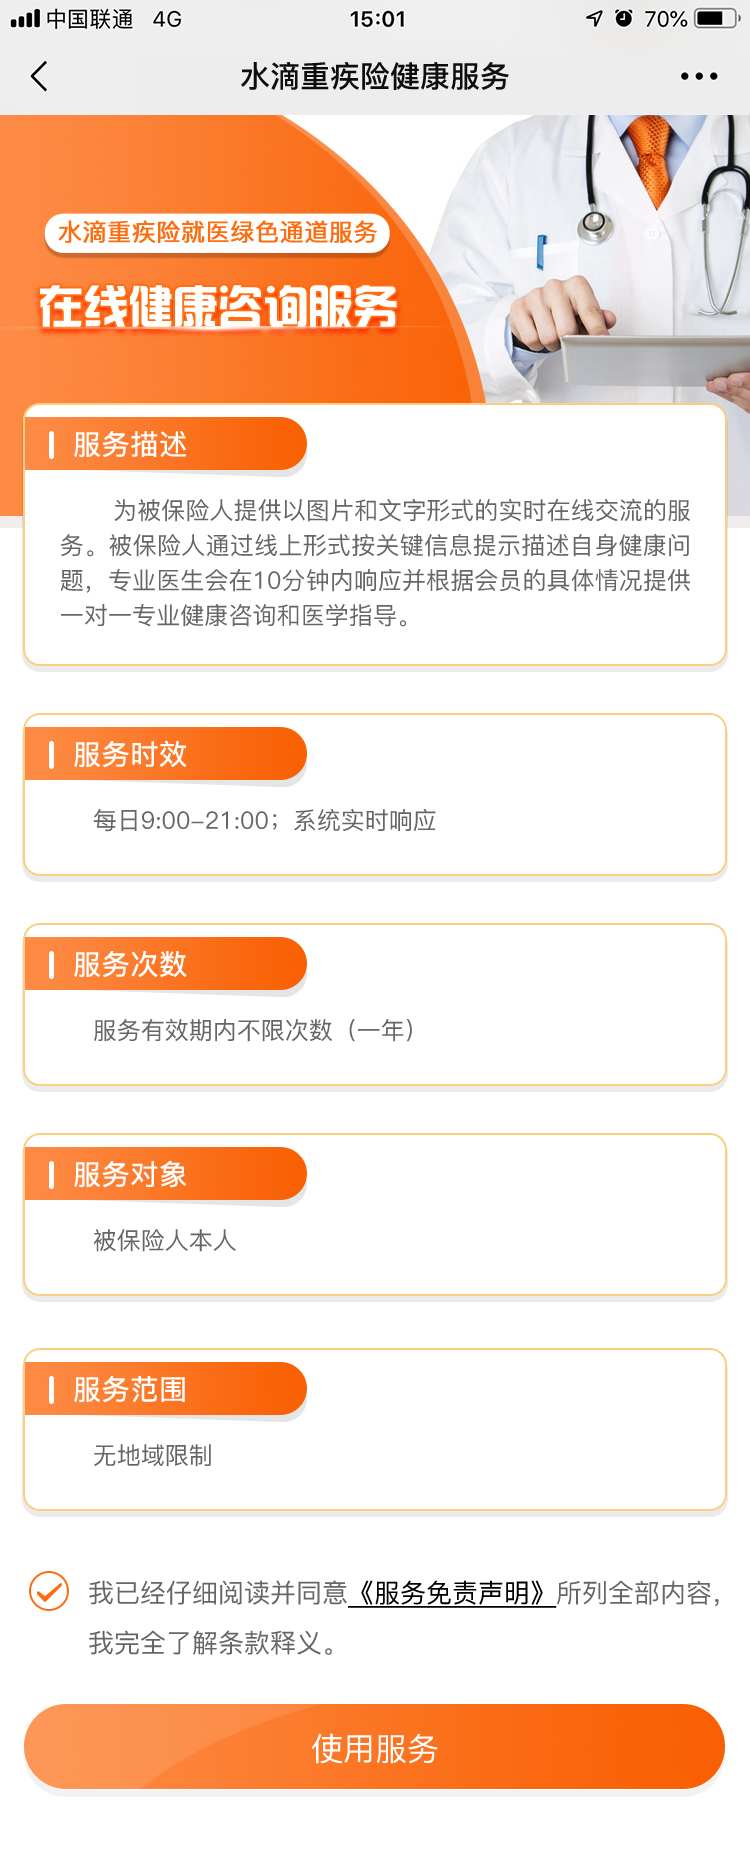 中国联通 4G 15:01 70%
水滴重疾险健康服务
水滴重疾险就医绿色通道服务
在线健康咨询服务
服务描述
为被保险人提供以图片和文字形式的实时在线交流的服
务。被保险人通过线上形式按关键信息提示描述自身健康问
题，专业医生会在10分钟内响应并根据会员的具体情况提供
一对一专业健康咨询和医学指导。
服务时效
每日9:00-21:00；系统实时响应
服务次数
服务有效期内不限次数（一年）
服务对象
被保险人本人
服务范围
无地域限制
我已经仔细阅读并同意《服务免责声明》所列全部内容，
我完全了解条款释义。
使用服务